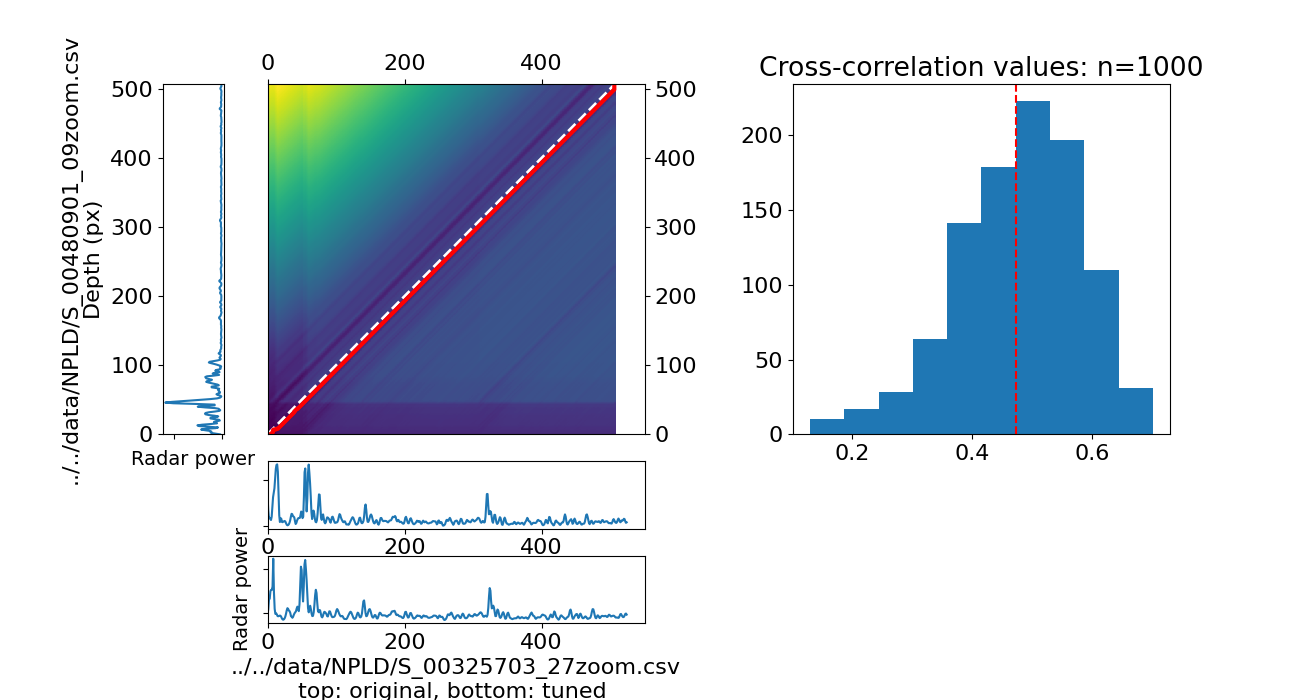 0 200 400
Cross-correlation values: n=1000
../../data/NPLD/S_00480901_09zoom.csv
Depth (px)
500
400
300
200
100
0
Radar power
500
400
300
200
100
0
200
150
100
50
0
0.2 0.4 0.6
0 200 400
Radar power
0 200 400
../../data/NPLD/S_00325703_27zoom.csv
top: original, bottom: tuned